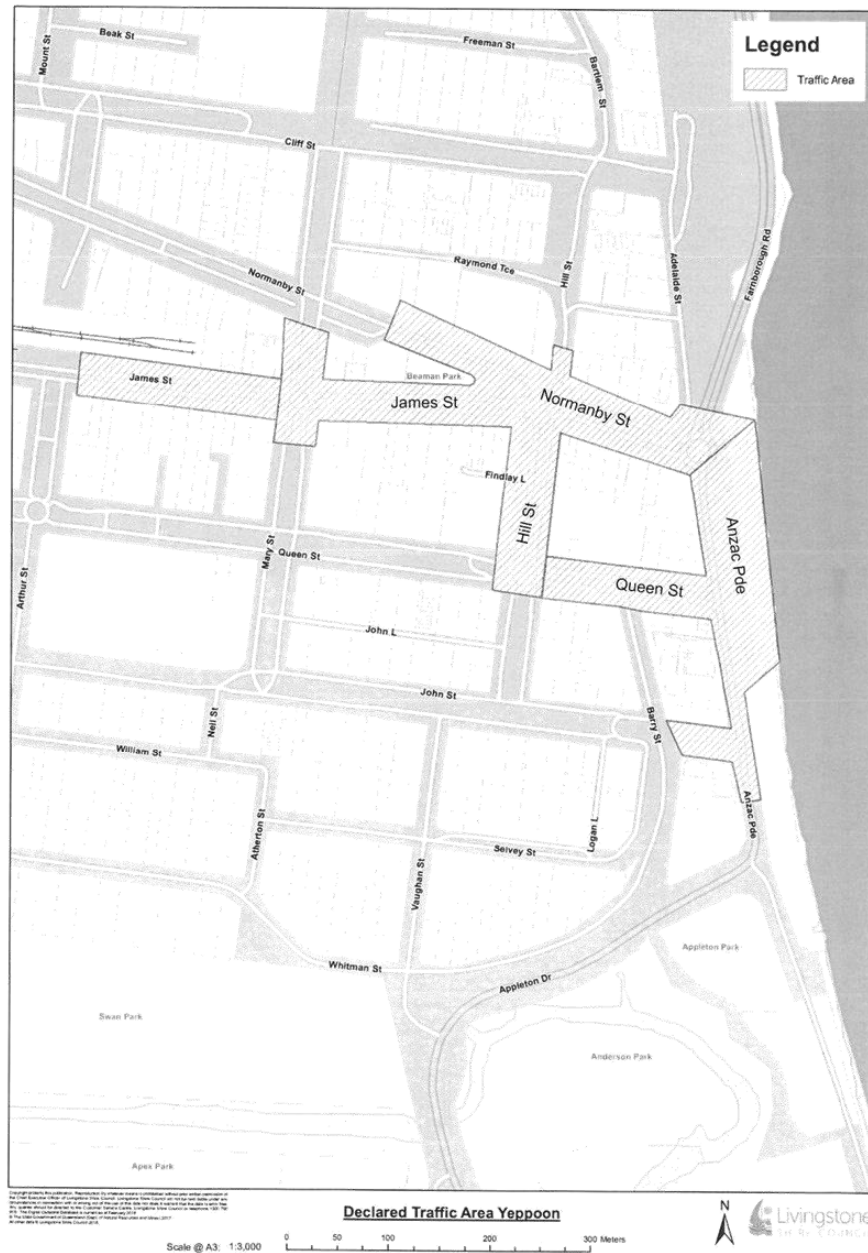 Legend
Traffic Area
Beak St
Mount St
Freeman St
Bartlem St
Cliff St
Farnborough Rd
Raymond Tce
Hill St
Adelaide St
Normanby St
James St
Beaman Park
James St
Normanby St
Findlay L
Hill St
Anzac Pde
Mary St
Queen St
Queen St
Arthur St
John L
John St
Neil St
Barry St
William St
Anzac Pde
Atherton St
Logan L
Selvey St
Vaughan St
Whitman St
Appleton Park
Appleton Dr
Swan Park
Anderson Park
Apex Park
Declared Traffic Area Yeppoon
Scale @ A3: 1:3,000
0 50 100 200 300 Meters
N
Livingstone
SHIRE COUNCIL